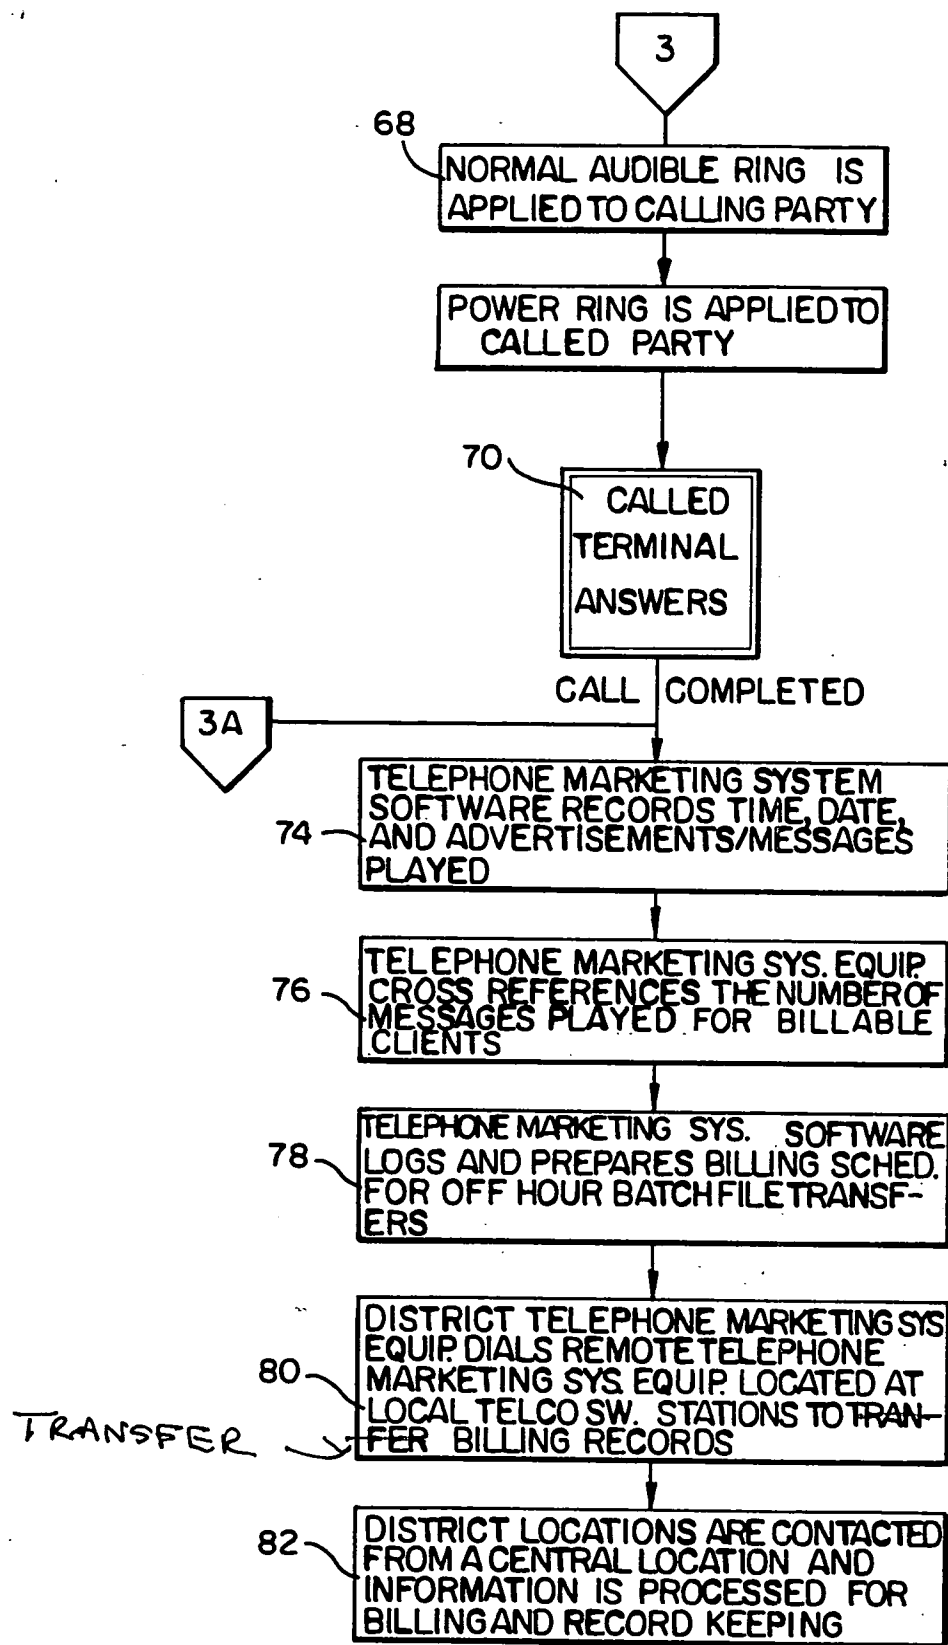 3
68
NORMAL AUDIBLE RING IS
APPLIED TO CALLING PARTY
POWER RING IS APPLIED TO
CALLED PARTY
70
CALLED
TERMINAL
ANSWERS
CALL COMPLETED
3A
74
TELEPHONE MARKETING SYSTEM
SOFTWARE RECORDS TIME, DATE,
AND ADVERTISEMENTS/MESSAGES
PLAYED
76
TELEPHONE MARKETING SYS. EQUIP.
CROSS REFERENCES THE NUMBER OF
MESSAGES PLAYED FOR BILLABLE
CLIENTS
78
TELEPHONE MARKETING SYS. SOFTWARE
LOGS AND PREPARES BILLING SCHED.
FOR OFF HOUR BATCH FILE TRANSF-
ERS
80
DISTRICT TELEPHONE MARKETING SYS
EQUIP. DIALS REMOTE TELEPHONE
MARKETING SYS. EQUIP. LOCATED AT
LOCAL TELCO SW. STATIONS TO TRAN-
FER BILLING RECORDS
TRANSFER
82
DISTRICT LOCATIONS ARE CONTACTED
FROM A CENTRAL LOCATION AND
INFORMATION IS PROCESSED FOR
BILLING AND RECORD KEEPING